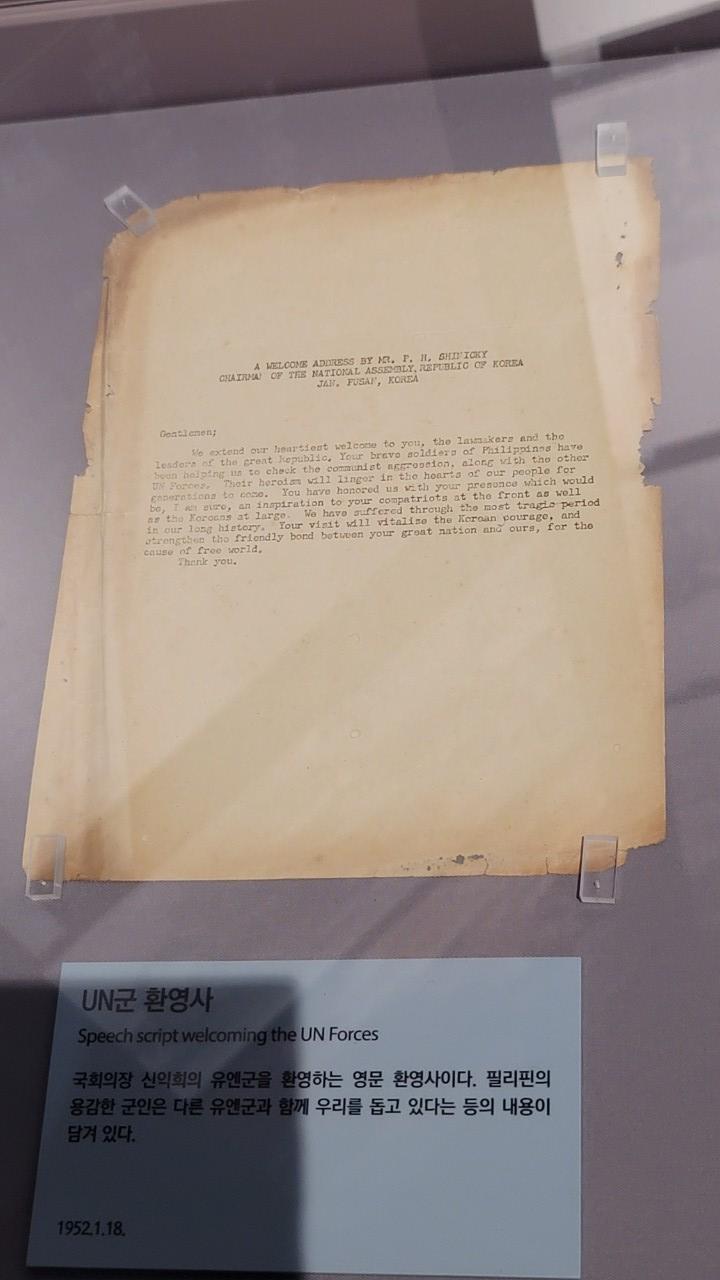 A WELCOME ADDRESS BY MR. P. H. SHINICKY
CHAIRMAN OF THE NATIONAL ASSEMBLY, REPUBLIC OF KOREA
JAN. PUSAN, KOREA
Gentlemen;
We extend our heartiest welcome to you, the lawmakers and the
leaders of the great Republic. Your brave soldiers of Philippines have
been helping us to check the communist aggression, along with the other
UN Forces. Their heroism will linger in the hearts of our people for
generations to come. You have honored us with your presence which would
be, I am sure, an inspiration to your compatriots at the front as well
as the Koreans at large. We have suffered through the most tragic period
in our long history. Your visit will vitalise the Korean courage, and
strengthen the friendly bond between your great nation and ours, for the
cause of free world.
Thank you.
UN군 환영사
Speech script welcoming the UN Forces
국회의장 신익희의 유엔군을 환영하는 영문 환영사이다. 필리핀의
용감한 군인은 다른 유엔군과 함께 우리를 돕고 있다는 등의 내용이
담겨 있다.
1952.1.18.